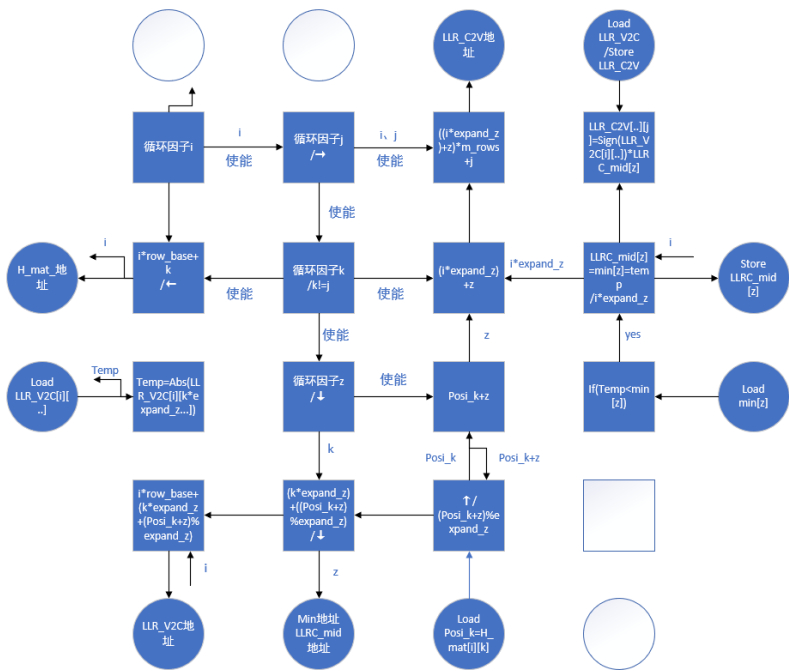 LLR_C2V地
址
Load
LLR_V2C
/Store
LLR_C2V
循环因子i
i
使能
循环因子j
/→
i、j
使能
((i*expand_z
)+z)*m_rows
+j
LLR_C2V[..][j
]=Sign(LLR_V
2C[i][..])*LLR
C_mid[z]
H_mat_地
址
i
i*row_base+
k
/←
使能
循环因子k
/k!=j
使能
(i*expand_z)
+z
i*expand_z
LLRC_mid[z]
=min[z]=tem
p
/i*expand_z
i
Store
LLRC_mid
[z]
使能
z
yes
Load
LLR_V2C[i][
..]
Temp
Temp=Abs(LL
R_V2C[i][k*e
xpand_z...])
循环因子z
/↓
使能
Posi_k+z
If(Temp<min
[z])
Load
min[z]
k
Posi_k
Posi_k+z
i*row_base+
(k*expand_z
+(Posi_k+z)%
expand_z)
(k*expand_z)
+((Posi_k+z)
%expand_z)
/↓
↑/
(Posi_k+z)%e
xpand_z
i
z
LLR_V2C地
址
Min地址
LLRC_mid
地址
Load
Posi_k=H_
mat[i][k]